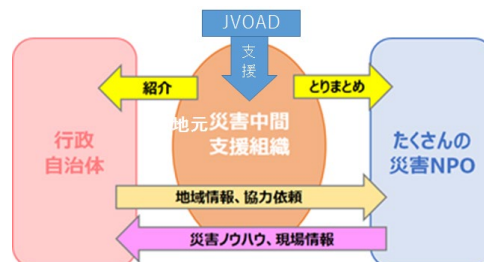 JVOAD
支
援
紹介
とりまとめ
地元災害中間
支援組織
行政
自治体
たくさんの
災害NPO
地域情報、協力依頼
災害ノウハウ、現場情報